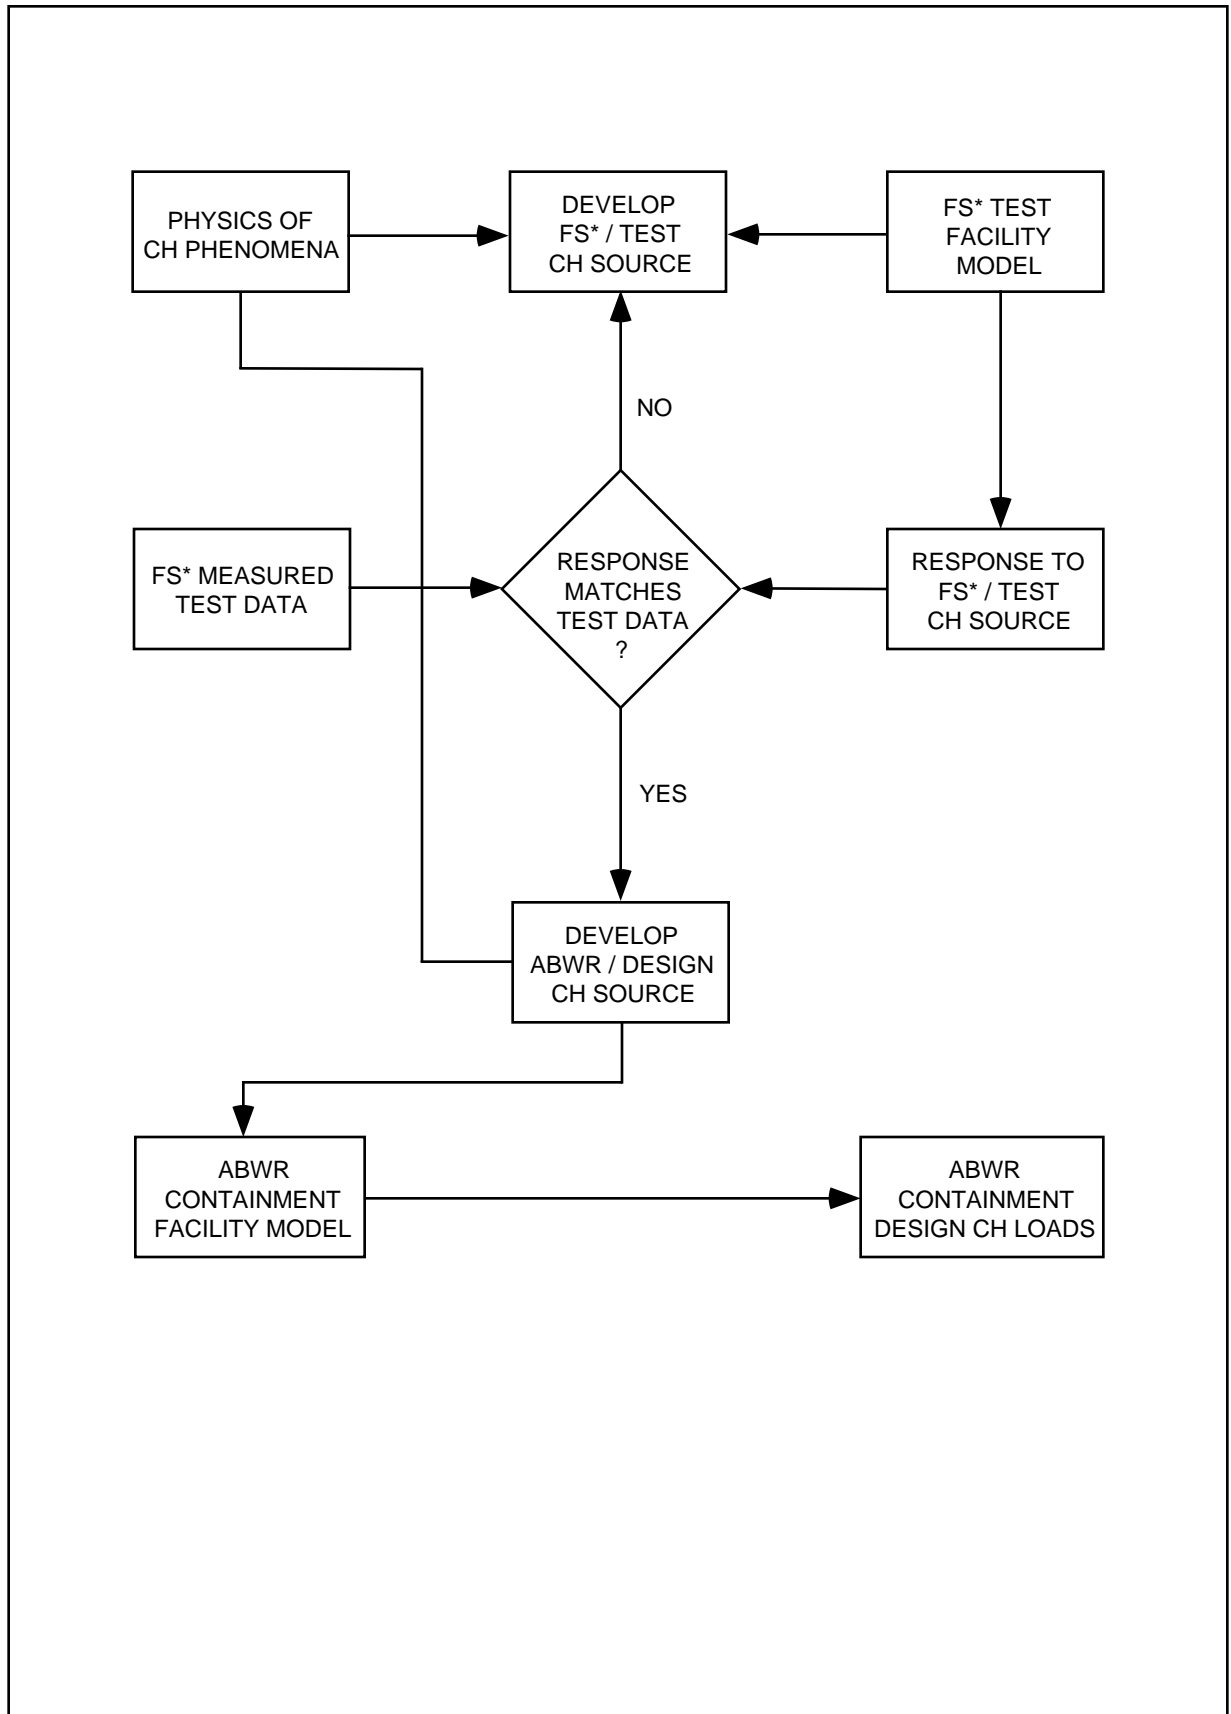 PHYSICS OF
CH PHENOMENA
DEVELOP
FS* / TEST
CH SOURCE
FS* TEST
FACILITY
MODEL
NO
FS* MEASURED
TEST DATA
RESPONSE
MATCHES
TEST DATA
?
RESPONSE TO
FS* / TEST
CH SOURCE
YES
DEVELOP
ABWR / DESIGN
CH SOURCE
ABWR
CONTAINMENT
FACILITY MODEL
ABWR
CONTAINMENT
DESIGN CH LOADS